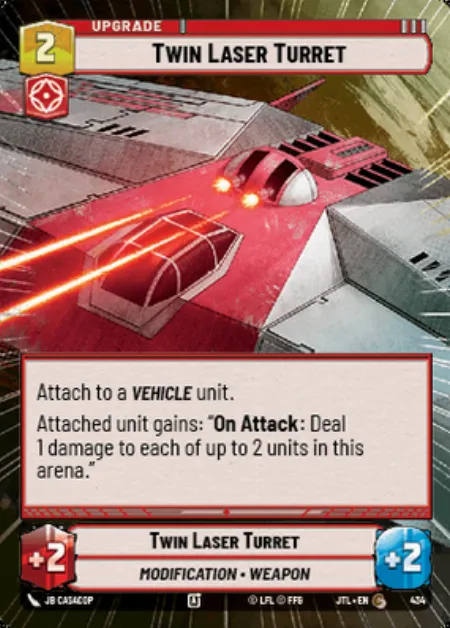 UPGRADE
2
TWIN LASER TURRET
Attach to a VEHICLE unit.
Attached unit gains: “On Attack: Deal
1 damage to each of up to 2 units in this
arena.”
+2
TWIN LASER TURRET
+2
MODIFICATION • WEAPON
JB CASACOP
© LFL © FFG
JTL • EN
434